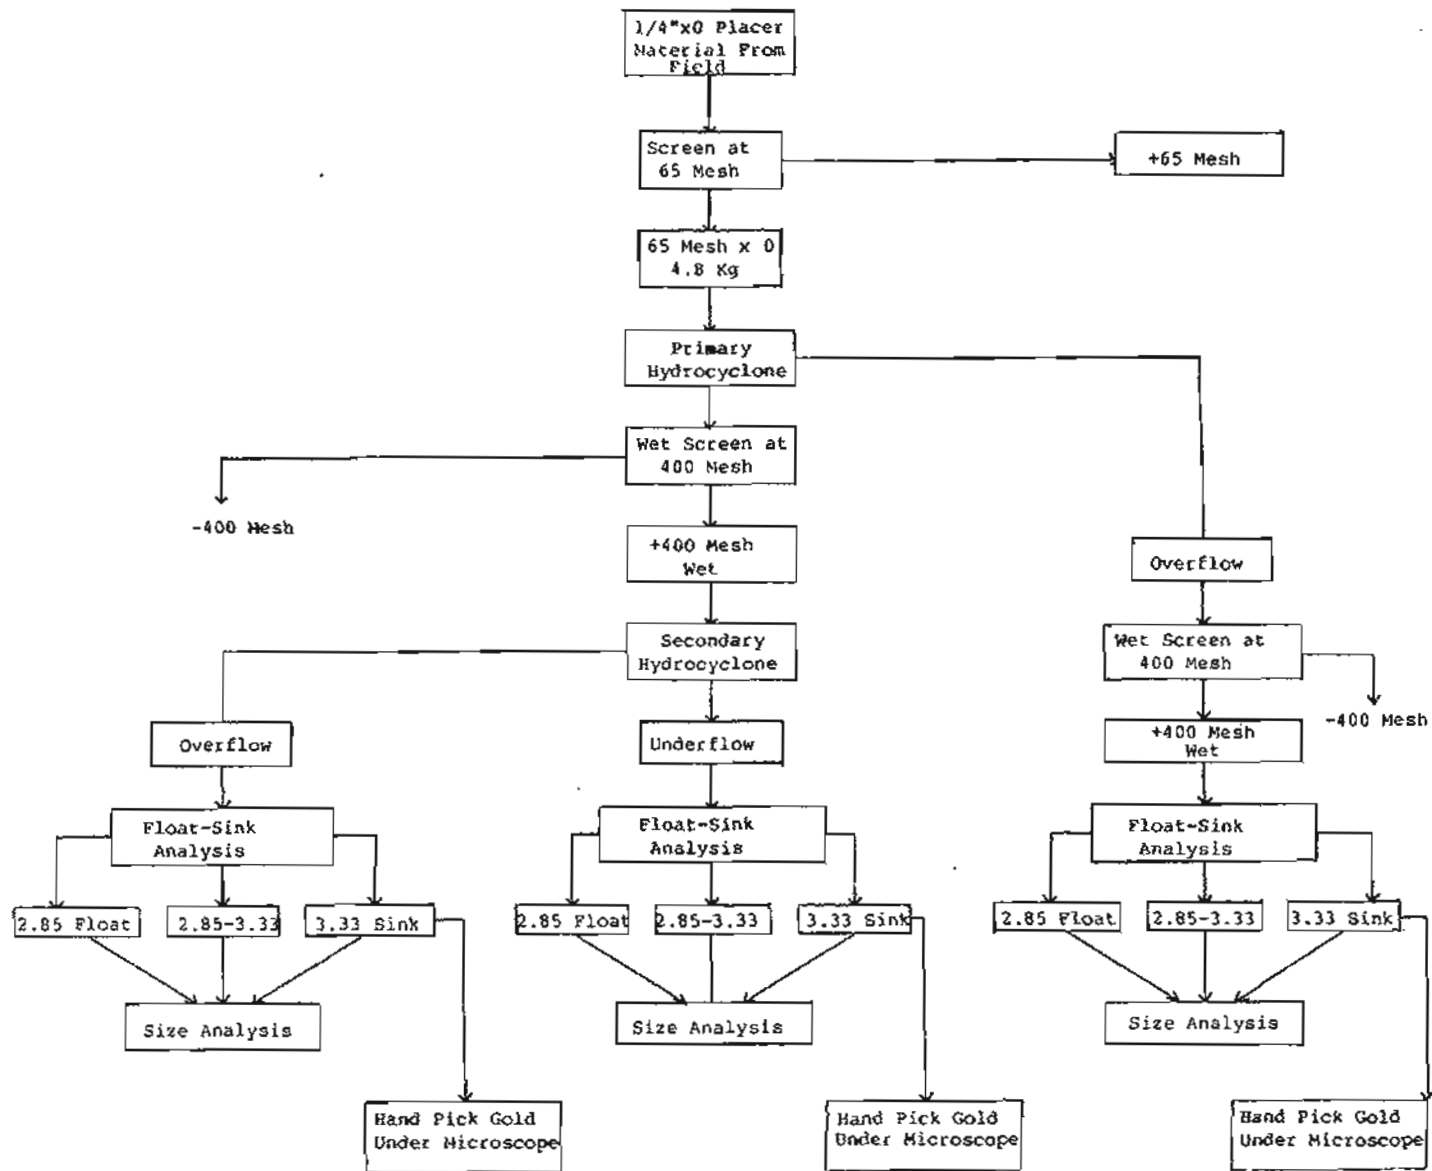 1/4"x0 Placer
Material From
Field
Screen at
65 Mesh
+65 Mesh
65 Mesh x 0
4.8 Kg
Primary
Hydrocyclone
Wet Screen at
400 Mesh
-400 Mesh
+400 Mesh
Wet
Overflow
Secondary
Hydrocyclone
Wet Screen at
400 Mesh
-400 Mesh
+400 Mesh
Wet
Overflow
Underflow
Float-Sink
Analysis
Float-Sink
Analysis
Float-Sink
Analysis
2.85 Float
2.85-3.33
3.33 Sink
2.85 Float
2.85-3.33
3.33 Sink
2.85 Float
2.85-3.33
3.33 Sink
Size Analysis
Size Analysis
Size Analysis
Hand Pick Gold
Under Microscope
Hand Pick Gold
Under Microscope
Hand Pick Gold
Under Microscope